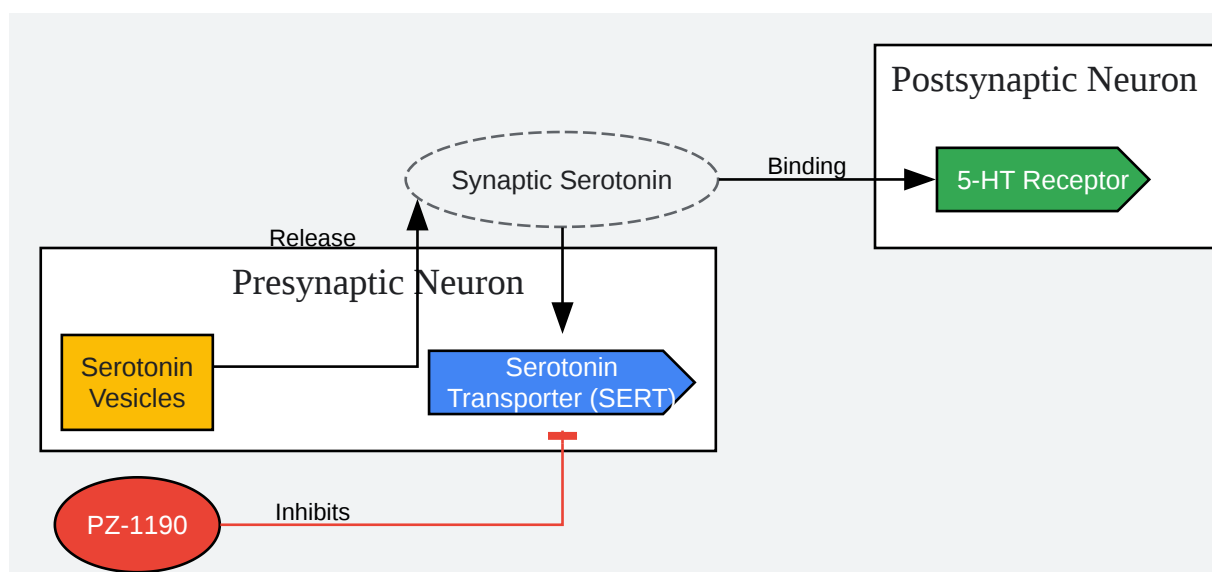 Postsynaptic Neuron
Binding
5-HT Receptor
Synaptic Serotonin
Release
Presynaptic Neuron
Serotonin
Vesicles
Serotonin
Transporter (SERT)
PZ-1190
Inhibits